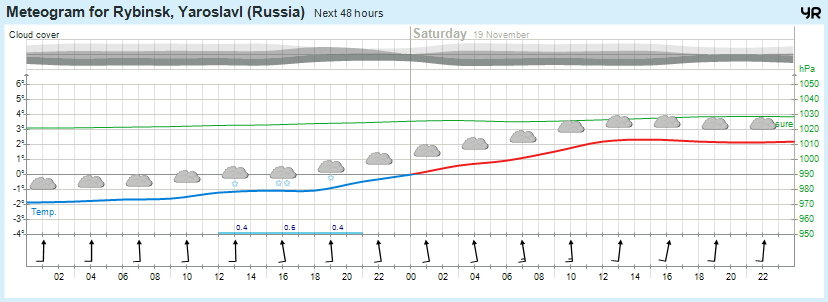 Meteogram for Rybinsk, Yaroslavl (Russia) Next 48 hours
YR
Cloud cover
Saturday 19 November
hPa
6° 1050
5° 1040
4° 1030
3° 1020
sure
2° 1010
1° 1000
0° 990
-1° 980
-2° 970
Temp.
-3° 960
-4° 950
0.4 0.6 0.4
02 04 06 08 10 12 14 16 18 20 22 00 02 04 06 08 10 12 14 16 18 20 22